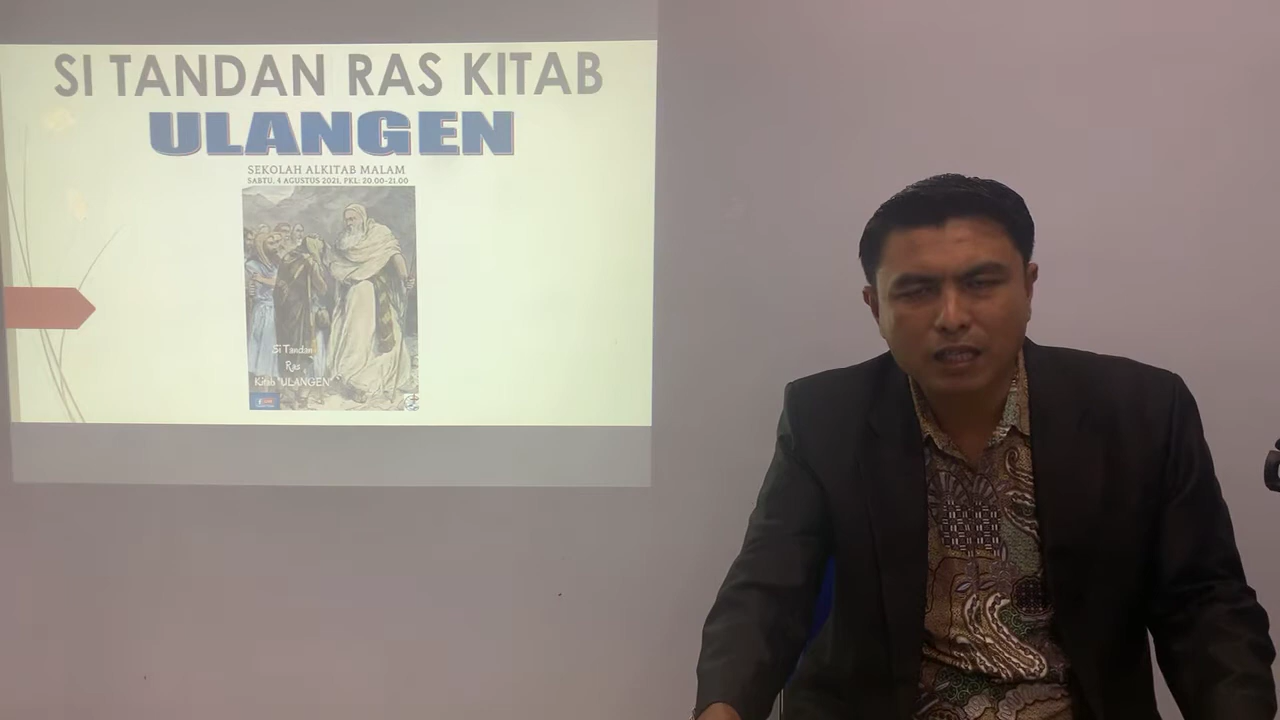 SI TANDAN RAS KITAB
ULANGEN
SEKOLAH ALKITAB MALAM
SABTU, 4 AGUSTUS 2021, PKL: 20.00-21.00
Si Tandan
Ras
Kitab "ULANGEN"